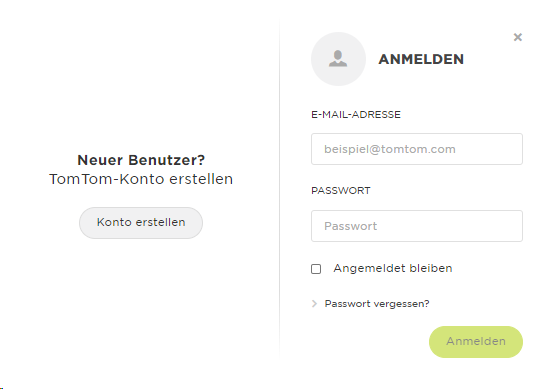 Neuer Benutzer?
TomTom-Konto erstellen
Konto erstellen
ANMELDEN
E-MAIL-ADRESSE
beispiel@tomtom.com
PASSWORT
Passwort
Angemeldet bleiben
Passwort vergessen?
Anmelden